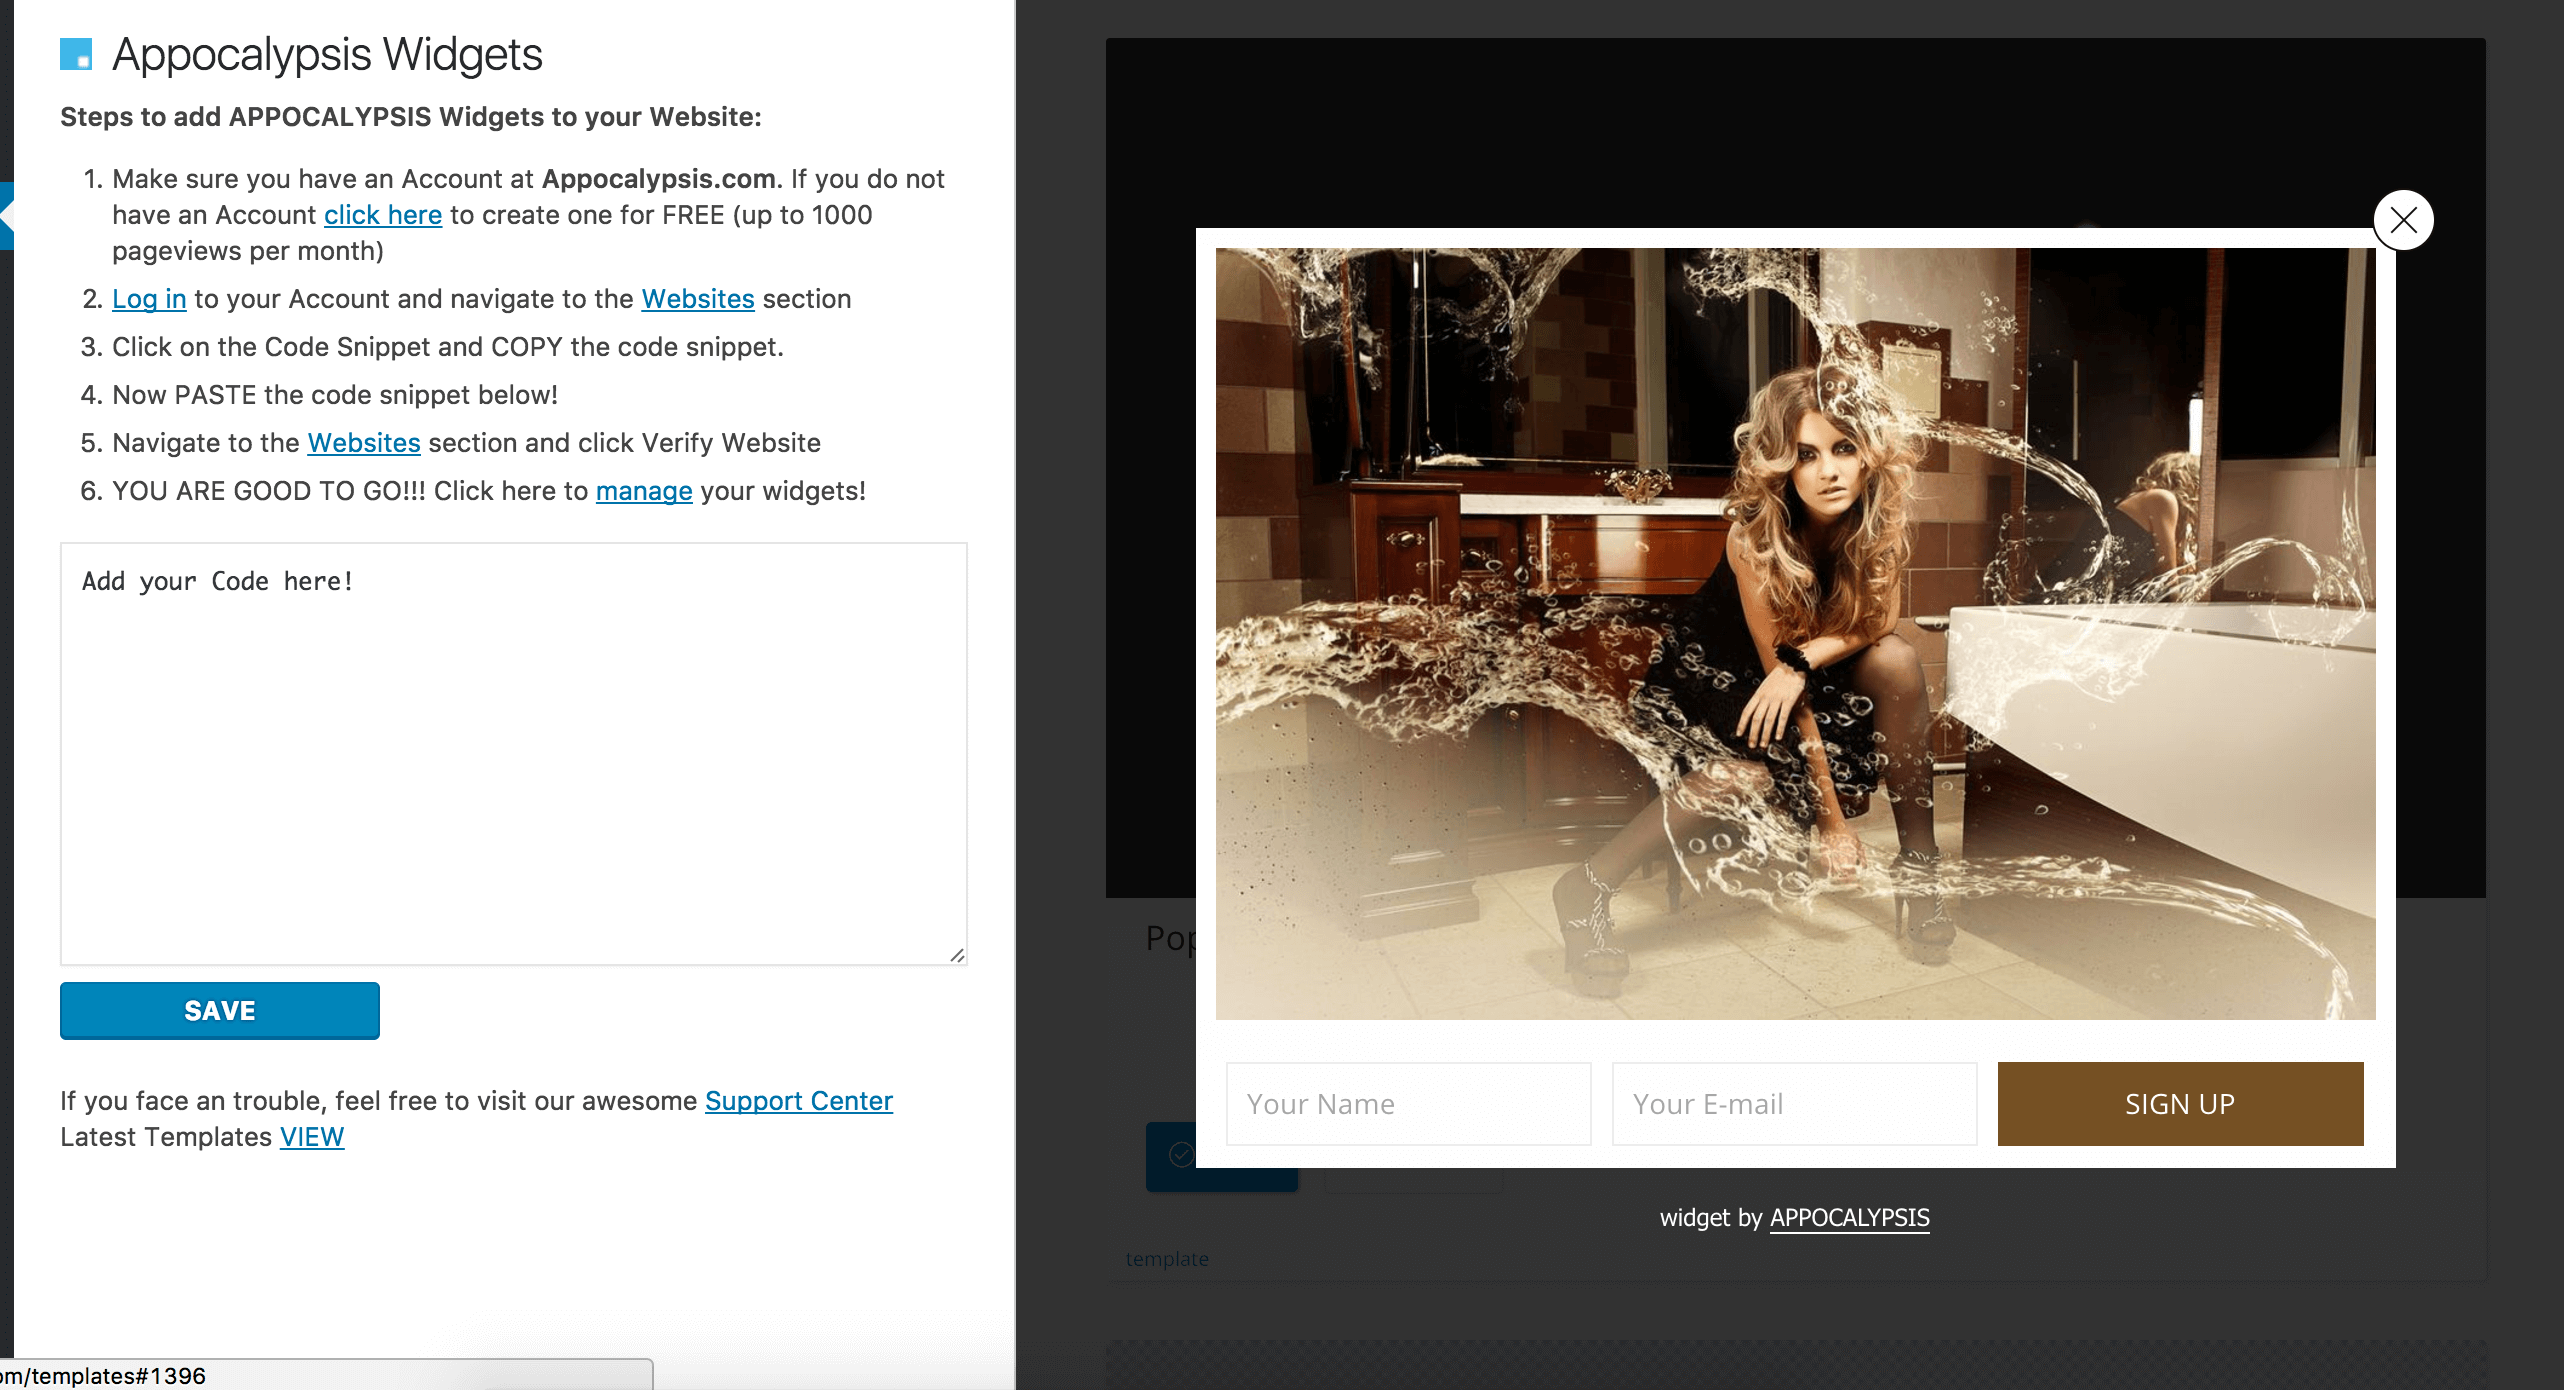 Appocalypsis Widgets
Steps to add APPOCALYPSIS Widgets to your Website:
1. Make sure you have an Account at Appocalypsis.com. If you do not
have an Account click here to create one for FREE (up to 1000
pageviews per month)
2. Log in to your Account and navigate to the Websites section
3. Click on the Code Snippet and COPY the code snippet.
4. Now PASTE the code snippet below!
5. Navigate to the Websites section and click Verify Website
6. YOU ARE GOOD TO GO!!! Click here to manage your widgets!
Add your Code here!
SAVE
If you face an trouble, feel free to visit our awesome Support Center
Latest Templates VIEW
om/templates#1396
Your Name
Your E-mail
SIGN UP
widget by APPOCALYPSIS
template